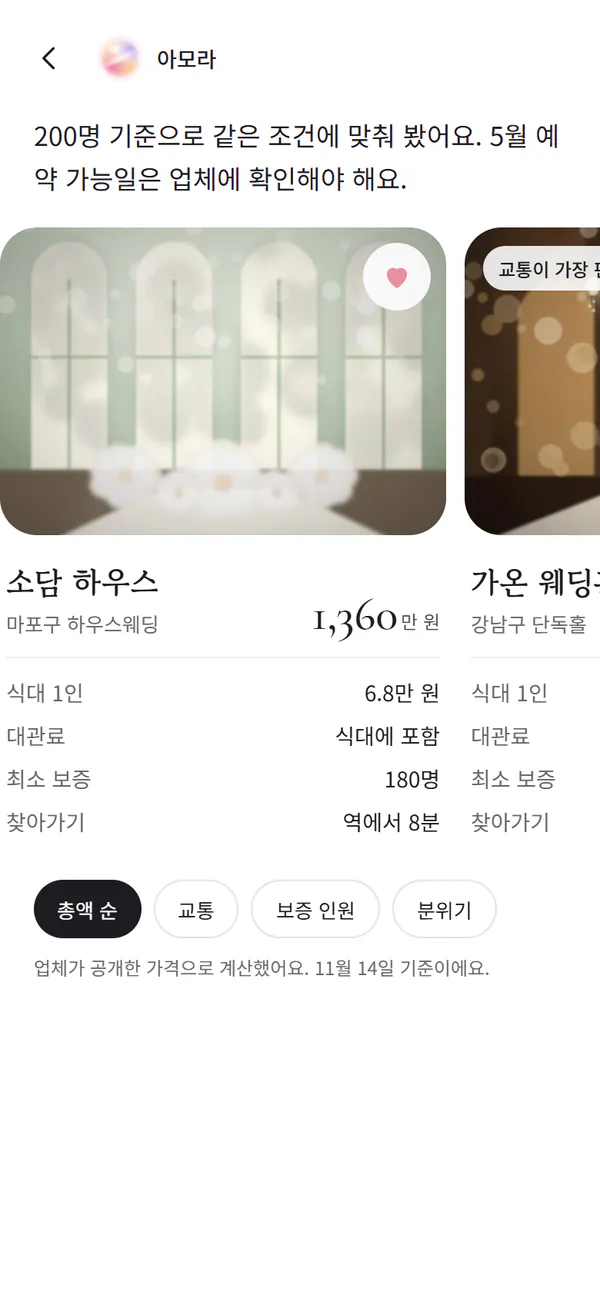 아모라
200명 기준으로 같은 조건에 맞춰 봤어요. 5월 예
약 가능일은 업체에 확인해야 해요.
교통이 가장
소담 하우스
마포구 하우스웨딩
1,360만 원
식대 1인 6.8만 원
대관료 식대에 포함
최소 보증 180명
찾아가기 역에서 8분
가온 웨딩
강남구 단독홀
식대 1인
대관료
최소 보증
찾아가기
총액 순 교통 보증 인원 분위기
업체가 공개한 가격으로 계산했어요. 11월 14일 기준이에요.